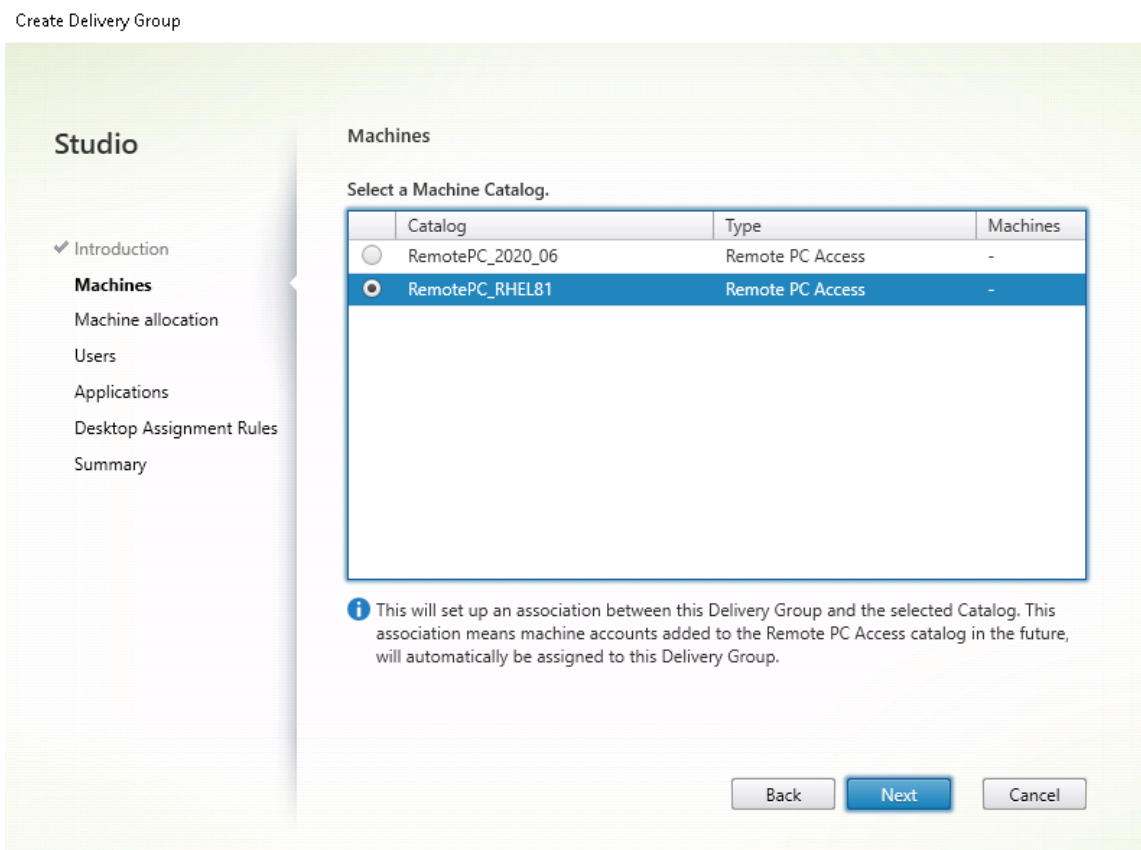 Create Delivery Group
Studio
Introduction
Machines
Machine allocation
Users
Applications
Desktop Assignment Rules
Summary
Machines
Select a Machine Catalog.
Catalog Type Machines
RemotePC_2020_06 Remote PC Access -
RemotePC_RHEL81 Remote PC Access -
This will set up an association between this Delivery Group and the selected Catalog. This
association means machine accounts added to the Remote PC Access catalog in the future,
will automatically be assigned to this Delivery Group.
Back Next Cancel